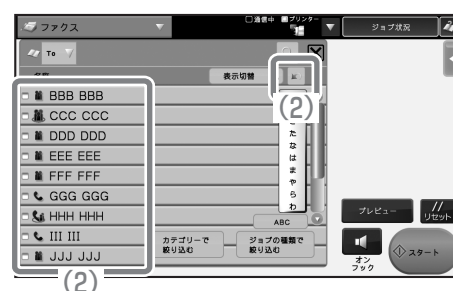 ファクス
通信中 プリンター
ジョブ状況
To
表示切替
(2)
BBB BBB
CCC CCC
DDD DDD
EEE EEE
FFF FFF
GGG GGG
HHH HHH
III III
JJJ JJJ
(2)
た
な
は
ま
や
ら
わ
ABC
カテゴリーで
絞り込む
ジョブの種類で
絞り込む
プレビュー
リセット
オン
フック
スタート